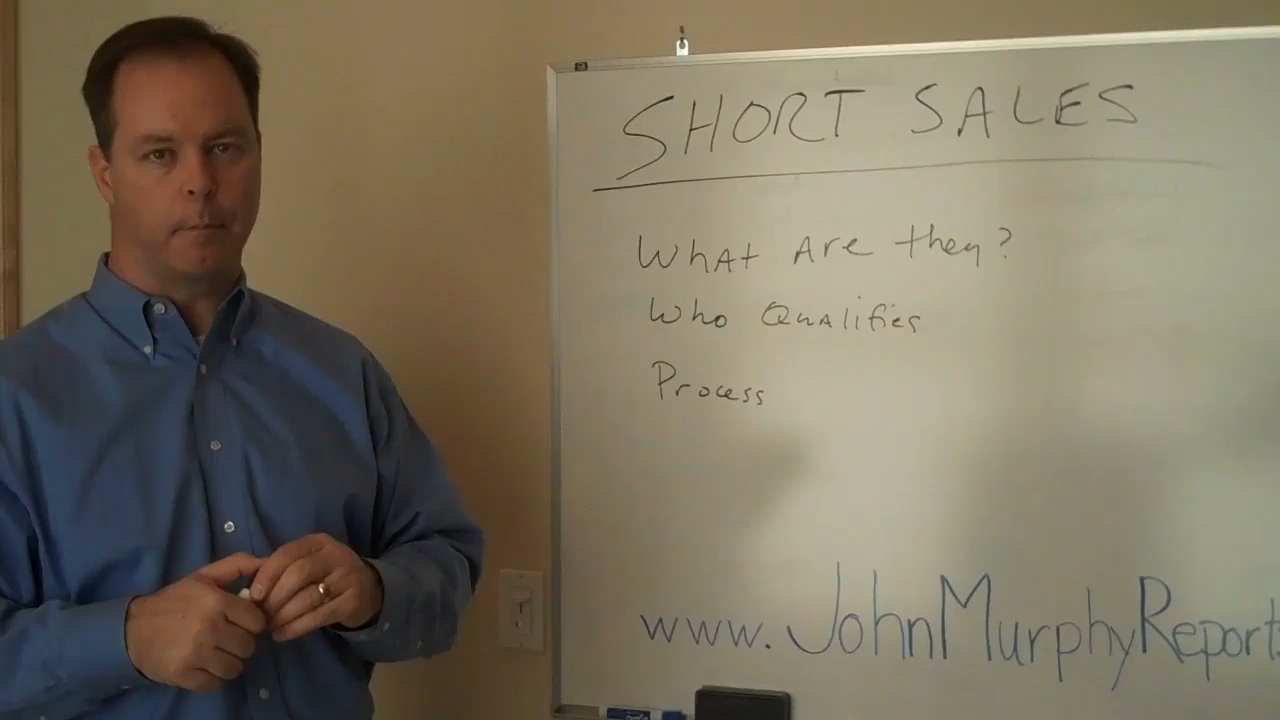 SHORT SALES
What Are they?
Who Qualifies
Process
www.JohnMurphyReport